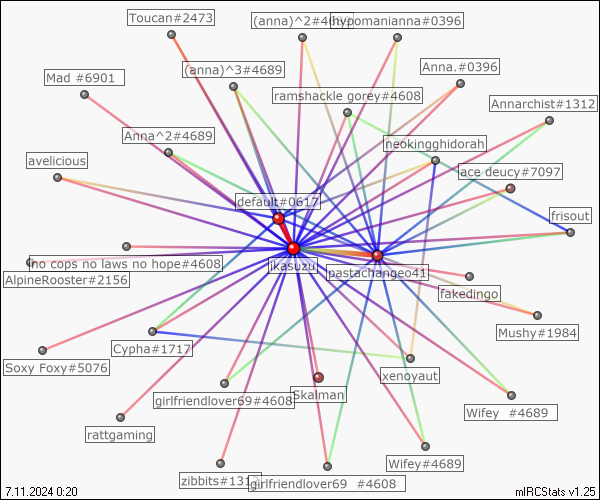 Toucan#2473
(anna)^2#4689
hypomanianna#0396
(anna)^3#4689
Anna.#0396
Mad #6901
ramshackle gorey#4608
Annarchist#1312
Anna^2#4689
neokingghidorah
avelicious
ace deucy#7097
default#0617
frisout
no cops no laws no hope#4608
jikasuzu
pastachangeo41
AlpineRooster#2156
fakedingo
Mushy#1984
Cypha#1717
Soxy Foxy#5076
xenoyaut
girlfriendlover69#4608
Skalman
Wifey #4689
rattgaming
Wifey#4689
zibbits#1312
girlfriendlover69 #4608
7.11.2024 0:20
mIRCStats v1.25